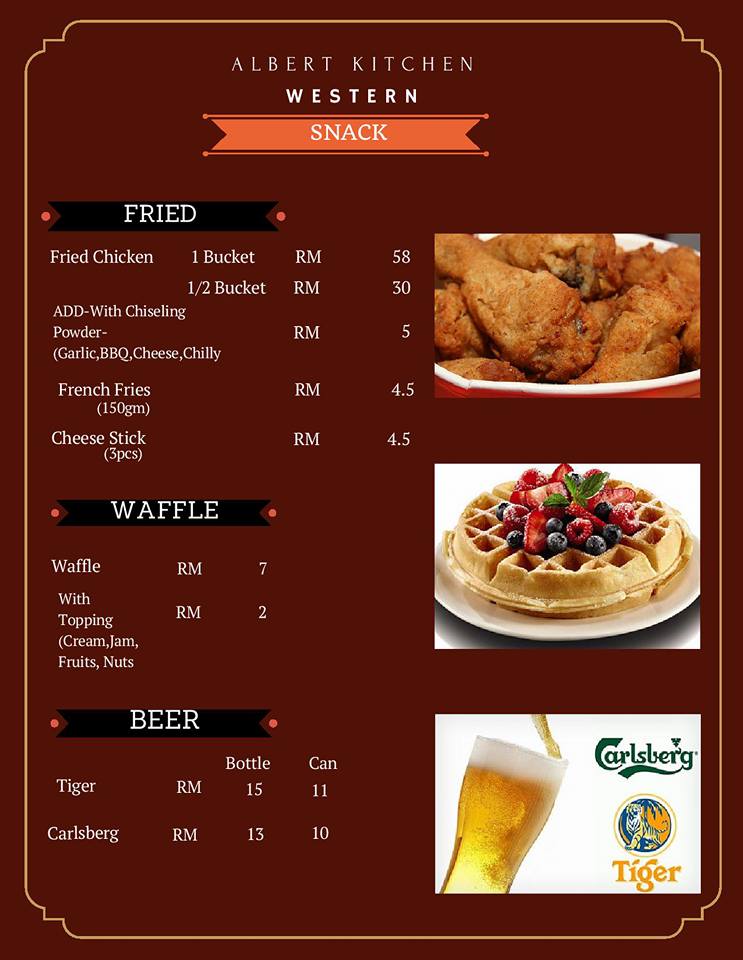 ALBERT KITCHEN
WESTERN
SNACK
FRIED
Fried Chicken 1 Bucket RM 58
1/2 Bucket RM 30
ADD-With Chiseling
Powder- RM 5
(Garlic,BBQ,Cheese,Chilly
French Fries RM 4.5
(150gm)
Cheese Stick RM 4.5
(3pcs)
WAFFLE
Waffle RM 7
With
Topping RM 2
(Cream,Jam,
Fruits, Nuts
BEER
Bottle Can
Tiger RM 15 11
Carlsberg RM 13 10
Carlsberg
Tiger